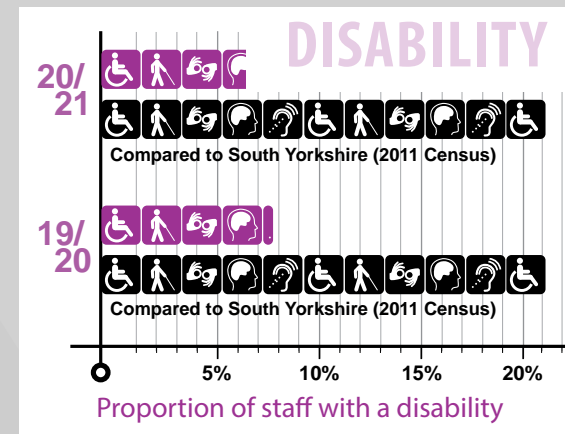 DISABILITY
20/
21
Compared to South Yorkshire (2011 Census)
19/
20
Compared to South Yorkshire (2011 Census)
5%
10%
15%
20%
Proportion of staff with a disability